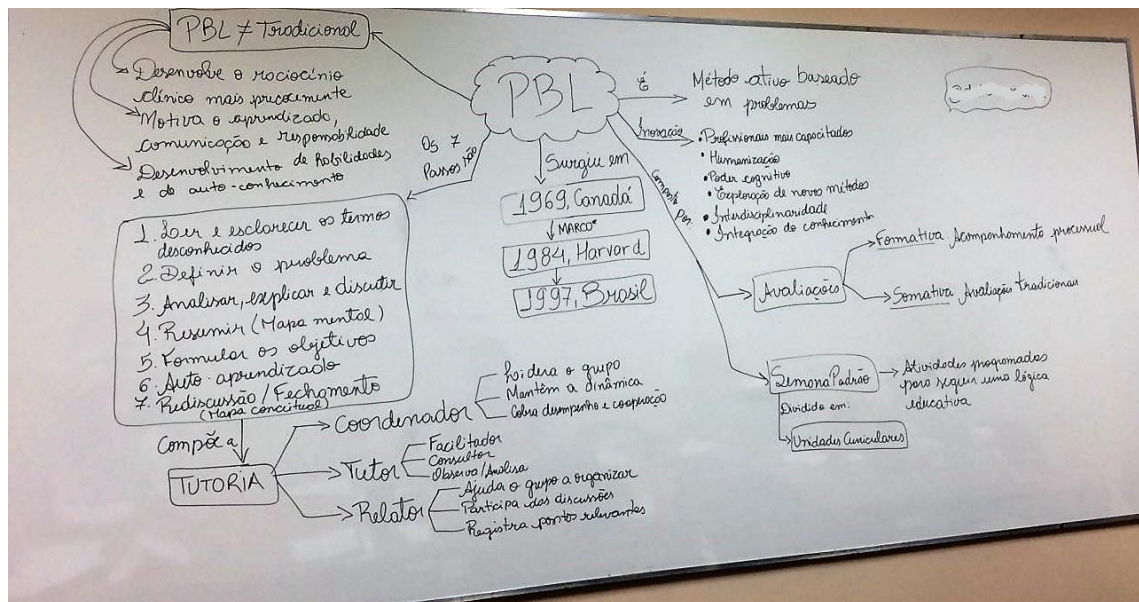 PBL ≠ Tradicional
Desenvolve o raciocínio
clínico mais precocemente
Motiva o aprendizado,
comunicação e responsabilidade
Desenvolvimento de habilidades
e do auto-conhecimento
PBL
É
Método ativo baseado
em problemas
Inovação
• Profissionais mais capacitados
• Humanização
• Poder cognitivo
• Exploração de novos métodos
• Interdisciplinaridade
• Integração do conhecimento
Os 7
Passos são
1. Ler e esclarecer os termos
desconhecidos
2. Definir o problema
3. Analisar, explicar e discutir
4. Resumir (Mapa mental)
5. Formular os objetivos
6. Auto-aprendizado
7. Rediscussão / Fechamento
(Mapa conceitual)
Surgiu em
1969, Canadá
MARCO*
1984, Harvard
1997, Brasil
Composto
por
Avaliações
Formativa Acompanhamento processual
Somativa Avaliações tradicionais
Semana Padrão
Atividades programadas
para seguir uma lógica
educativa
Dividida em:
Unidades Curriculares
Compõe a
TUTORIA
Coordenador
Lidera o grupo
Mantêm a dinâmica
Cobra desempenho e cooperação
Tutor
Facilitador
Consultor
Observa/Analisa
Relator
Ajuda o grupo a organizar
Participa das discussões
Registra pontos relevantes